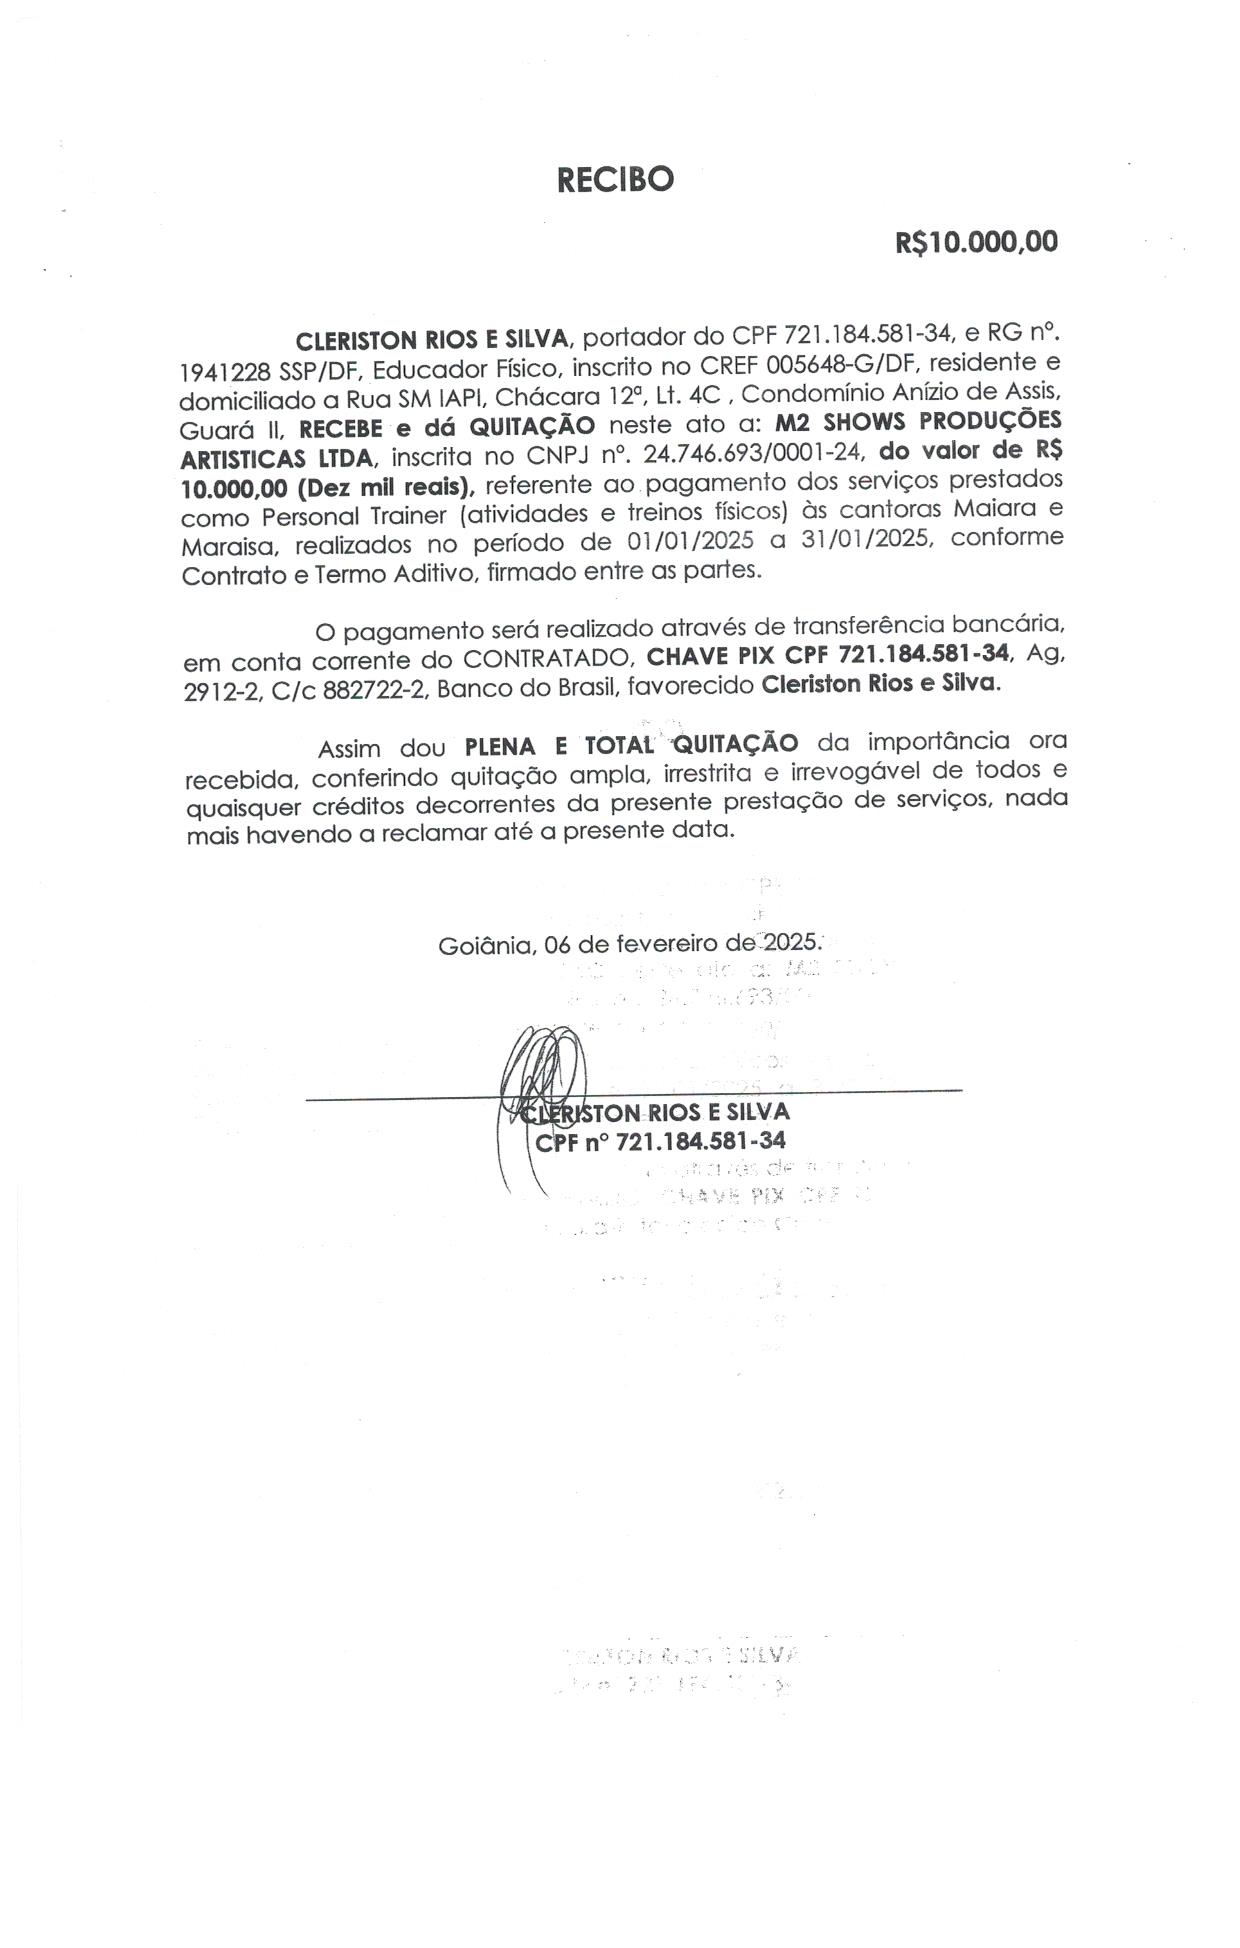 RECIBO
R$10.000,00
CLERISTON RIOS E SILVA, portador do CPF 721.184.581-34, e RG nº.
1941228 SSP/DF, Educador Físico, inscrito no CREF 005648-G/DF, residente e
domiciliado a Rua SM IAPI, Chácara 12ª, Lt. 4C , Condomínio Anízio de Assis,
Guará II, RECEBE e dá QUITAÇÃO neste ato a: M2 SHOWS PRODUÇÕES
ARTISTICAS LTDA, inscrita no CNPJ nº. 24.746.693/0001-24, do valor de R$
10.000,00 (Dez mil reais), referente ao pagamento dos serviços prestados
como Personal Trainer (atividades e treinos físicos) às cantoras Maiara e
Maraisa, realizados no período de 01/01/2025 a 31/01/2025, conforme
Contrato e Termo Aditivo, firmado entre as partes.
O pagamento será realizado através de transferência bancária,
em conta corrente do CONTRATADO, CHAVE PIX CPF 721.184.581-34, Ag,
2912-2, C/c 882722-2, Banco do Brasil, favorecido Cleriston Rios e Silva.
Assim dou PLENA E TOTAL QUITAÇÃO da importância ora
recebida, conferindo quitação ampla, irrestrita e irrevogável de todos e
quaisquer créditos decorrentes da presente prestação de serviços, nada
mais havendo a reclamar até a presente data.
Goiânia, 06 de fevereiro de 2025.
CLERISTON RIOS E SILVA
CPF nº 721.184.581-34
CHAVE PIX